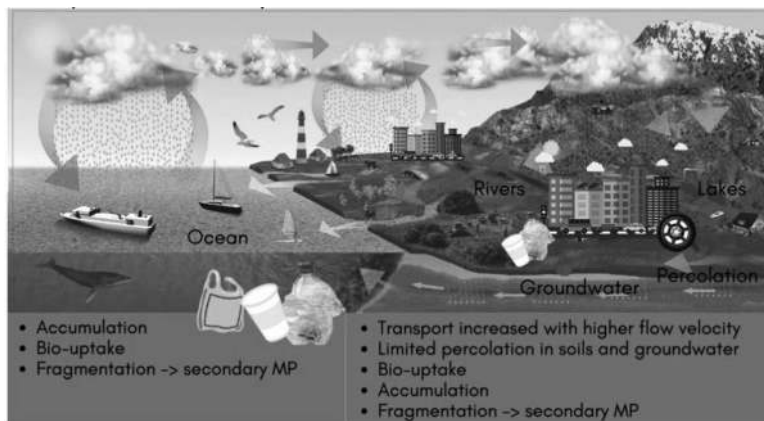 Rivers
Lakes
Ocean
Percolation
Groundwater
• Accumulation
• Bio-uptake
• Fragmentation -> secondary MP
• Transport increased with higher flow velocity
• Limited percolation in soils and groundwater
• Bio-uptake
• Accumulation
• Fragmentation -> secondary MP